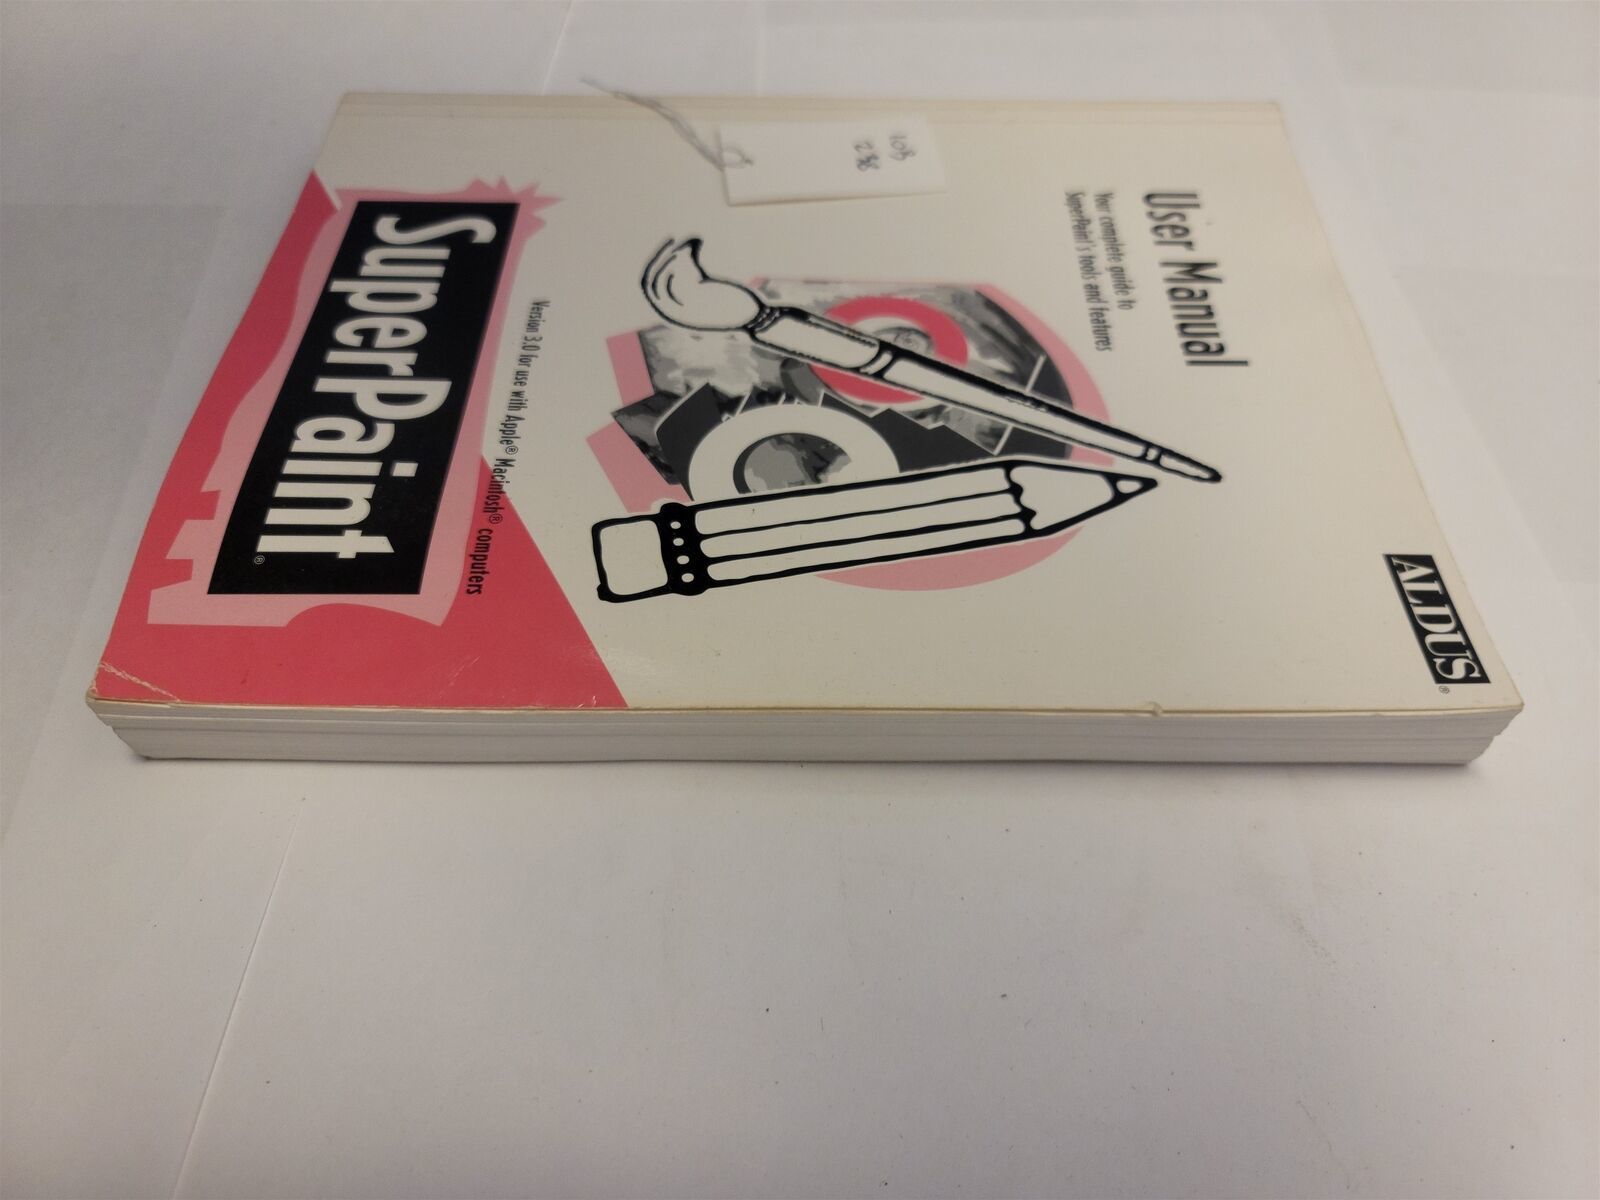 ALDUS®
User Manual
Your complete guide to
SuperPaint's tools and features
Version 3.0 for use with Apple® Macintosh® computers
SuperPaint®